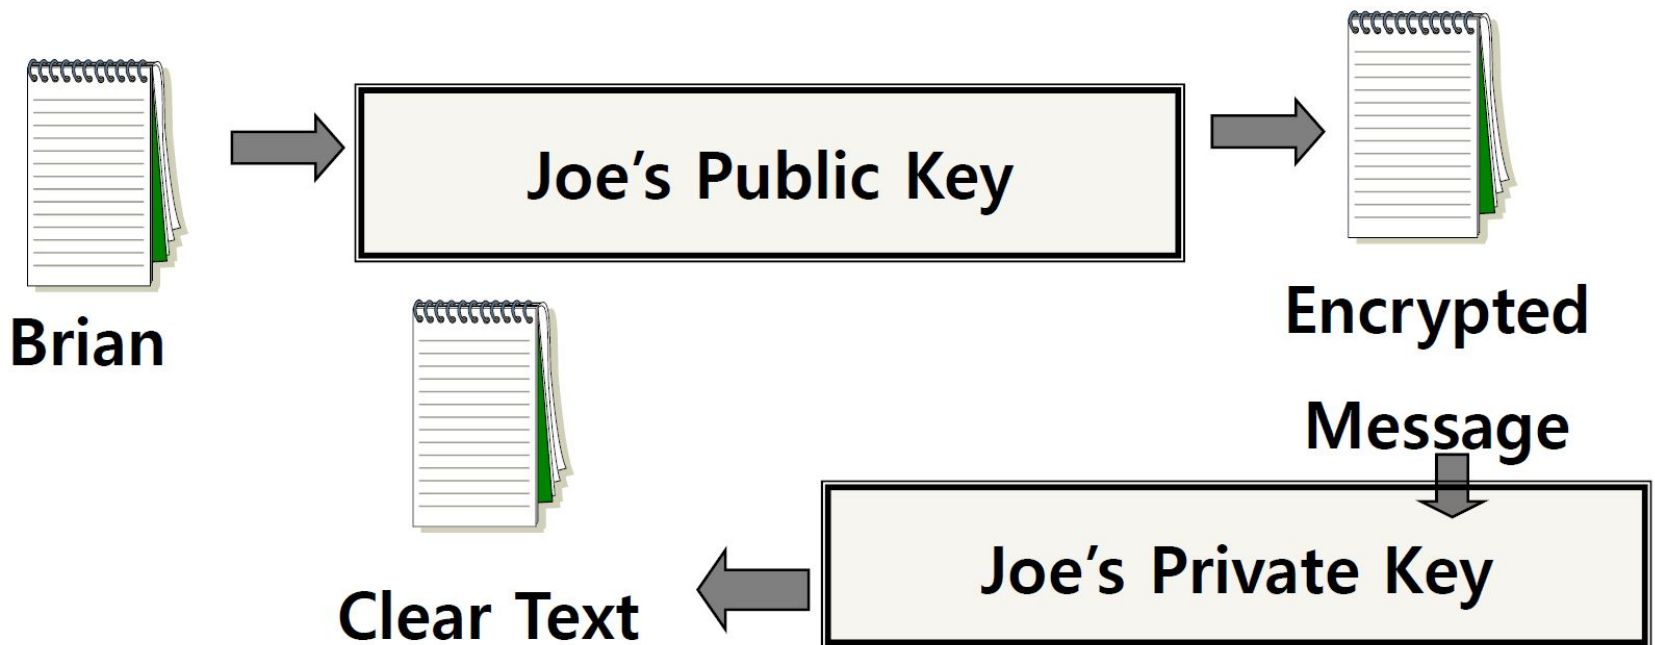 Joe’s Public Key
Brian
Encrypted
Message
Joe’s Private Key
Clear Text